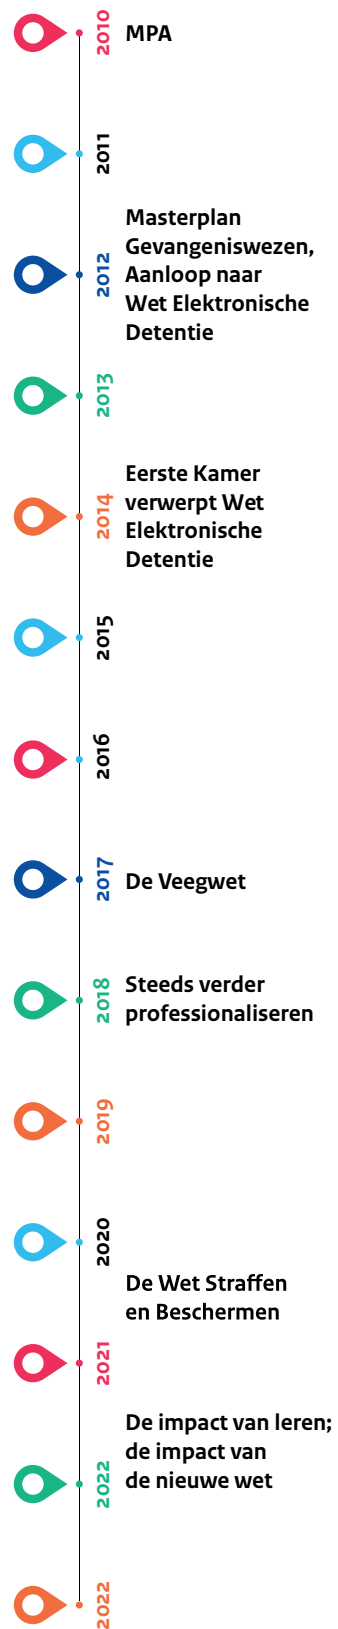 2010
MPA
2011
Masterplan
Gevangeniswezen,
Aanloop naar
2012
Wet Elektronische
Detentie
2013
Eerste Kamer
2014
verwerpt Wet
Elektronische
Detentie
2015
2016
2017
De Veegwet
2018
Steeds verder
professionaliseren
2019
2020
De Wet Straffen
en Beschermen
2021
De impact van leren;
de impact van
de nieuwe wet
2022
2022